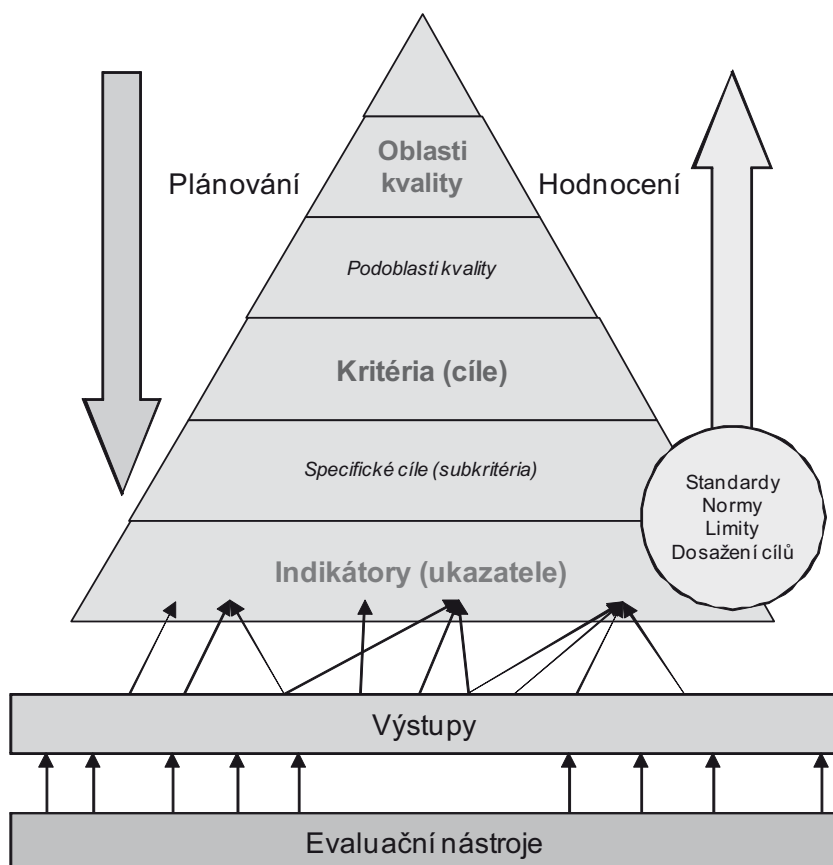 Oblasti
kvality
Plánování
Hodnocení
Podoblasti kvality
Kritéria (cíle)
Specifické cíle (subkritéria)
Standardy
Normy
Limity
Dosažení cílů
Indikátory (ukazatele)
Výstupy
Evaluační nástroje